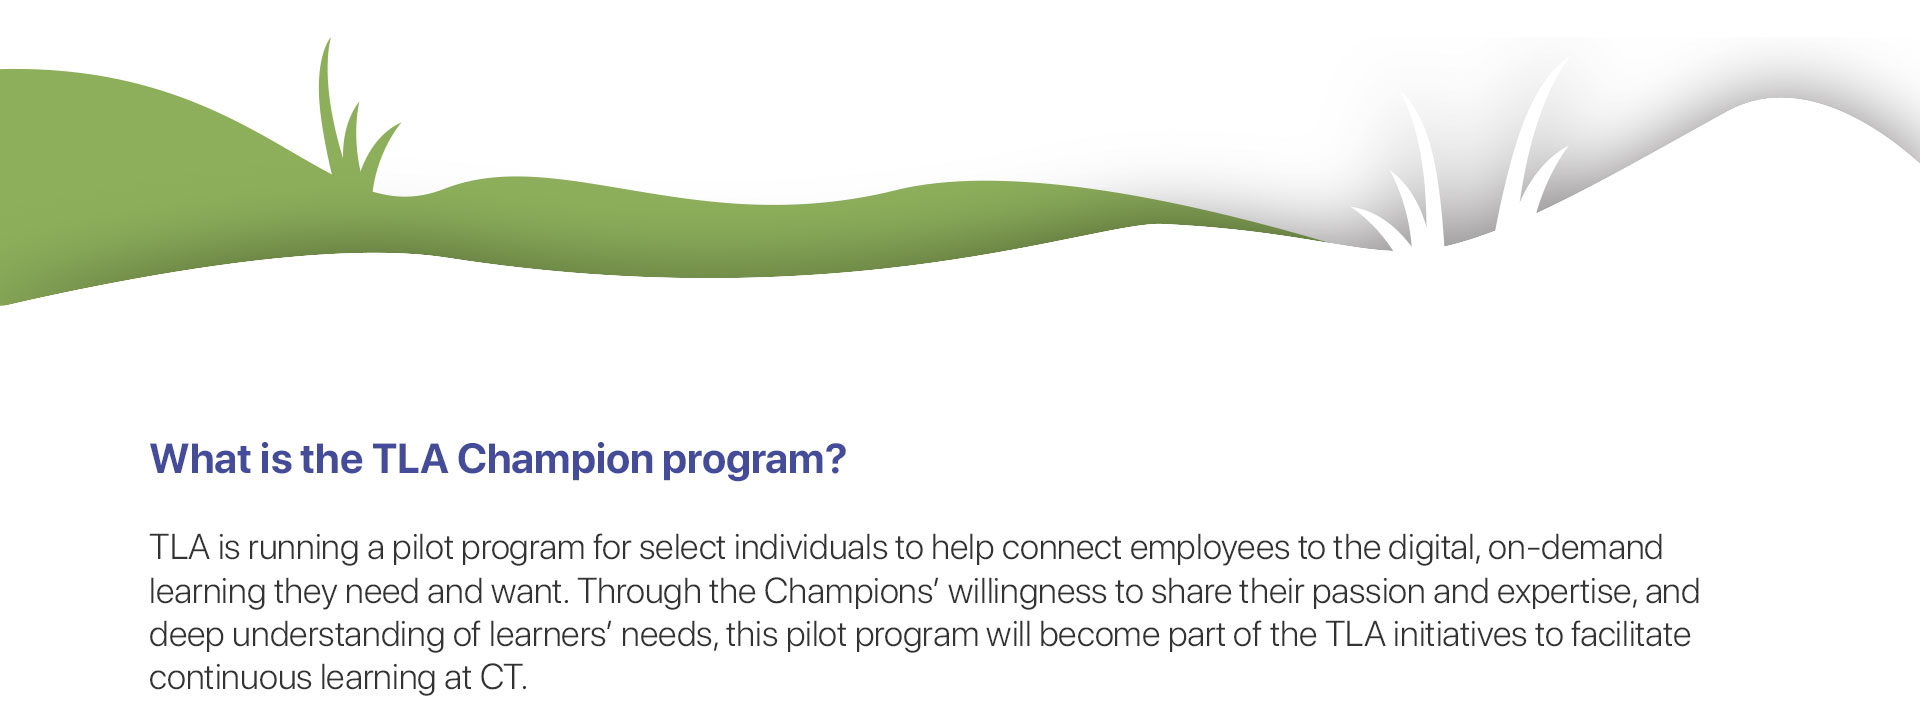 What is the TLA Champion program?
TLA is running a pilot program for select individuals to help connect employees to the digital, on-demand
learning they need and want. Through the Champions’ willingness to share their passion and expertise, and
deep understanding of learners’ needs, this pilot program will become part of the TLA initiatives to facilitate
continuous learning at CT.